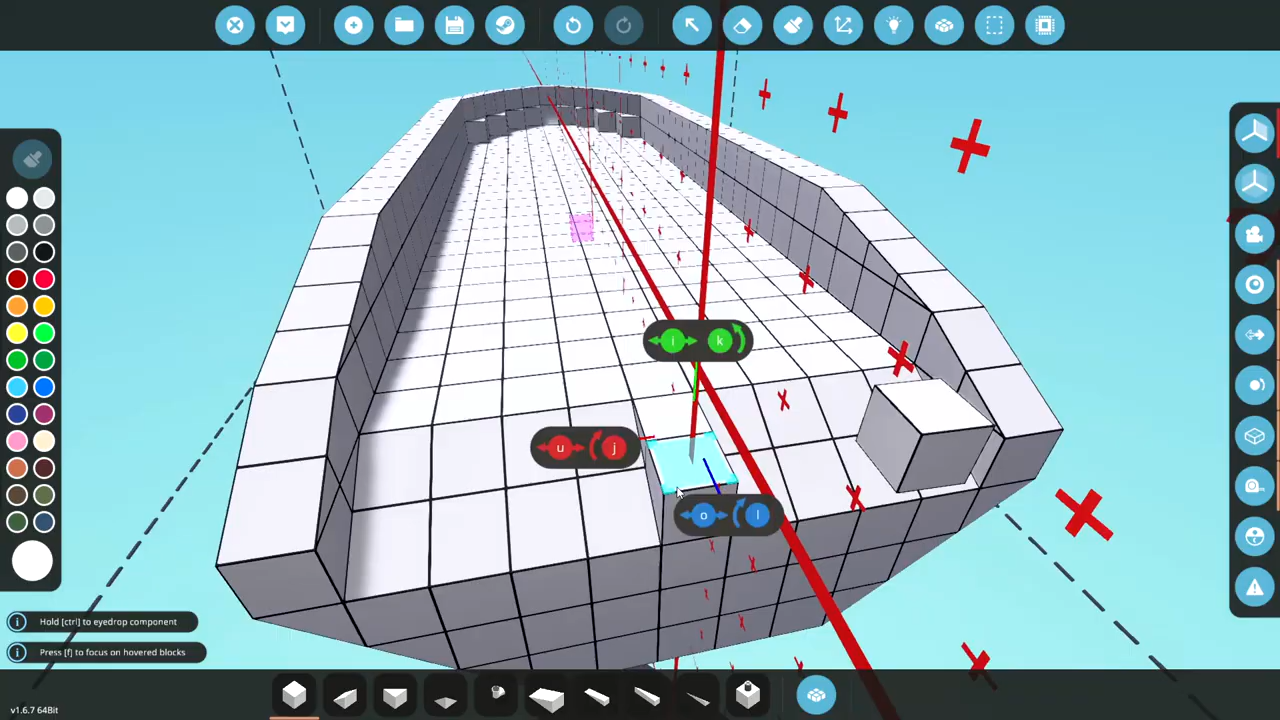 i k
u j
o l
Hold [ctrl] to eyedrop component
Press [f] to focus on hovered blocks
v1.6.7 64Bit